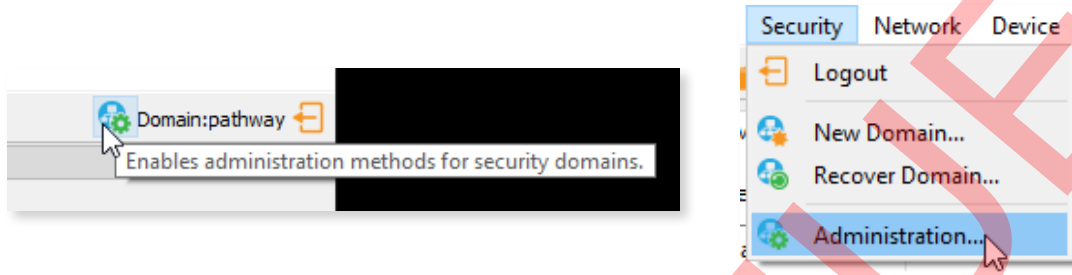 Domain:pathway
Enables administration methods for security domains.
Security Network Device
Logout
New Domain...
Recover Domain...
Administration...